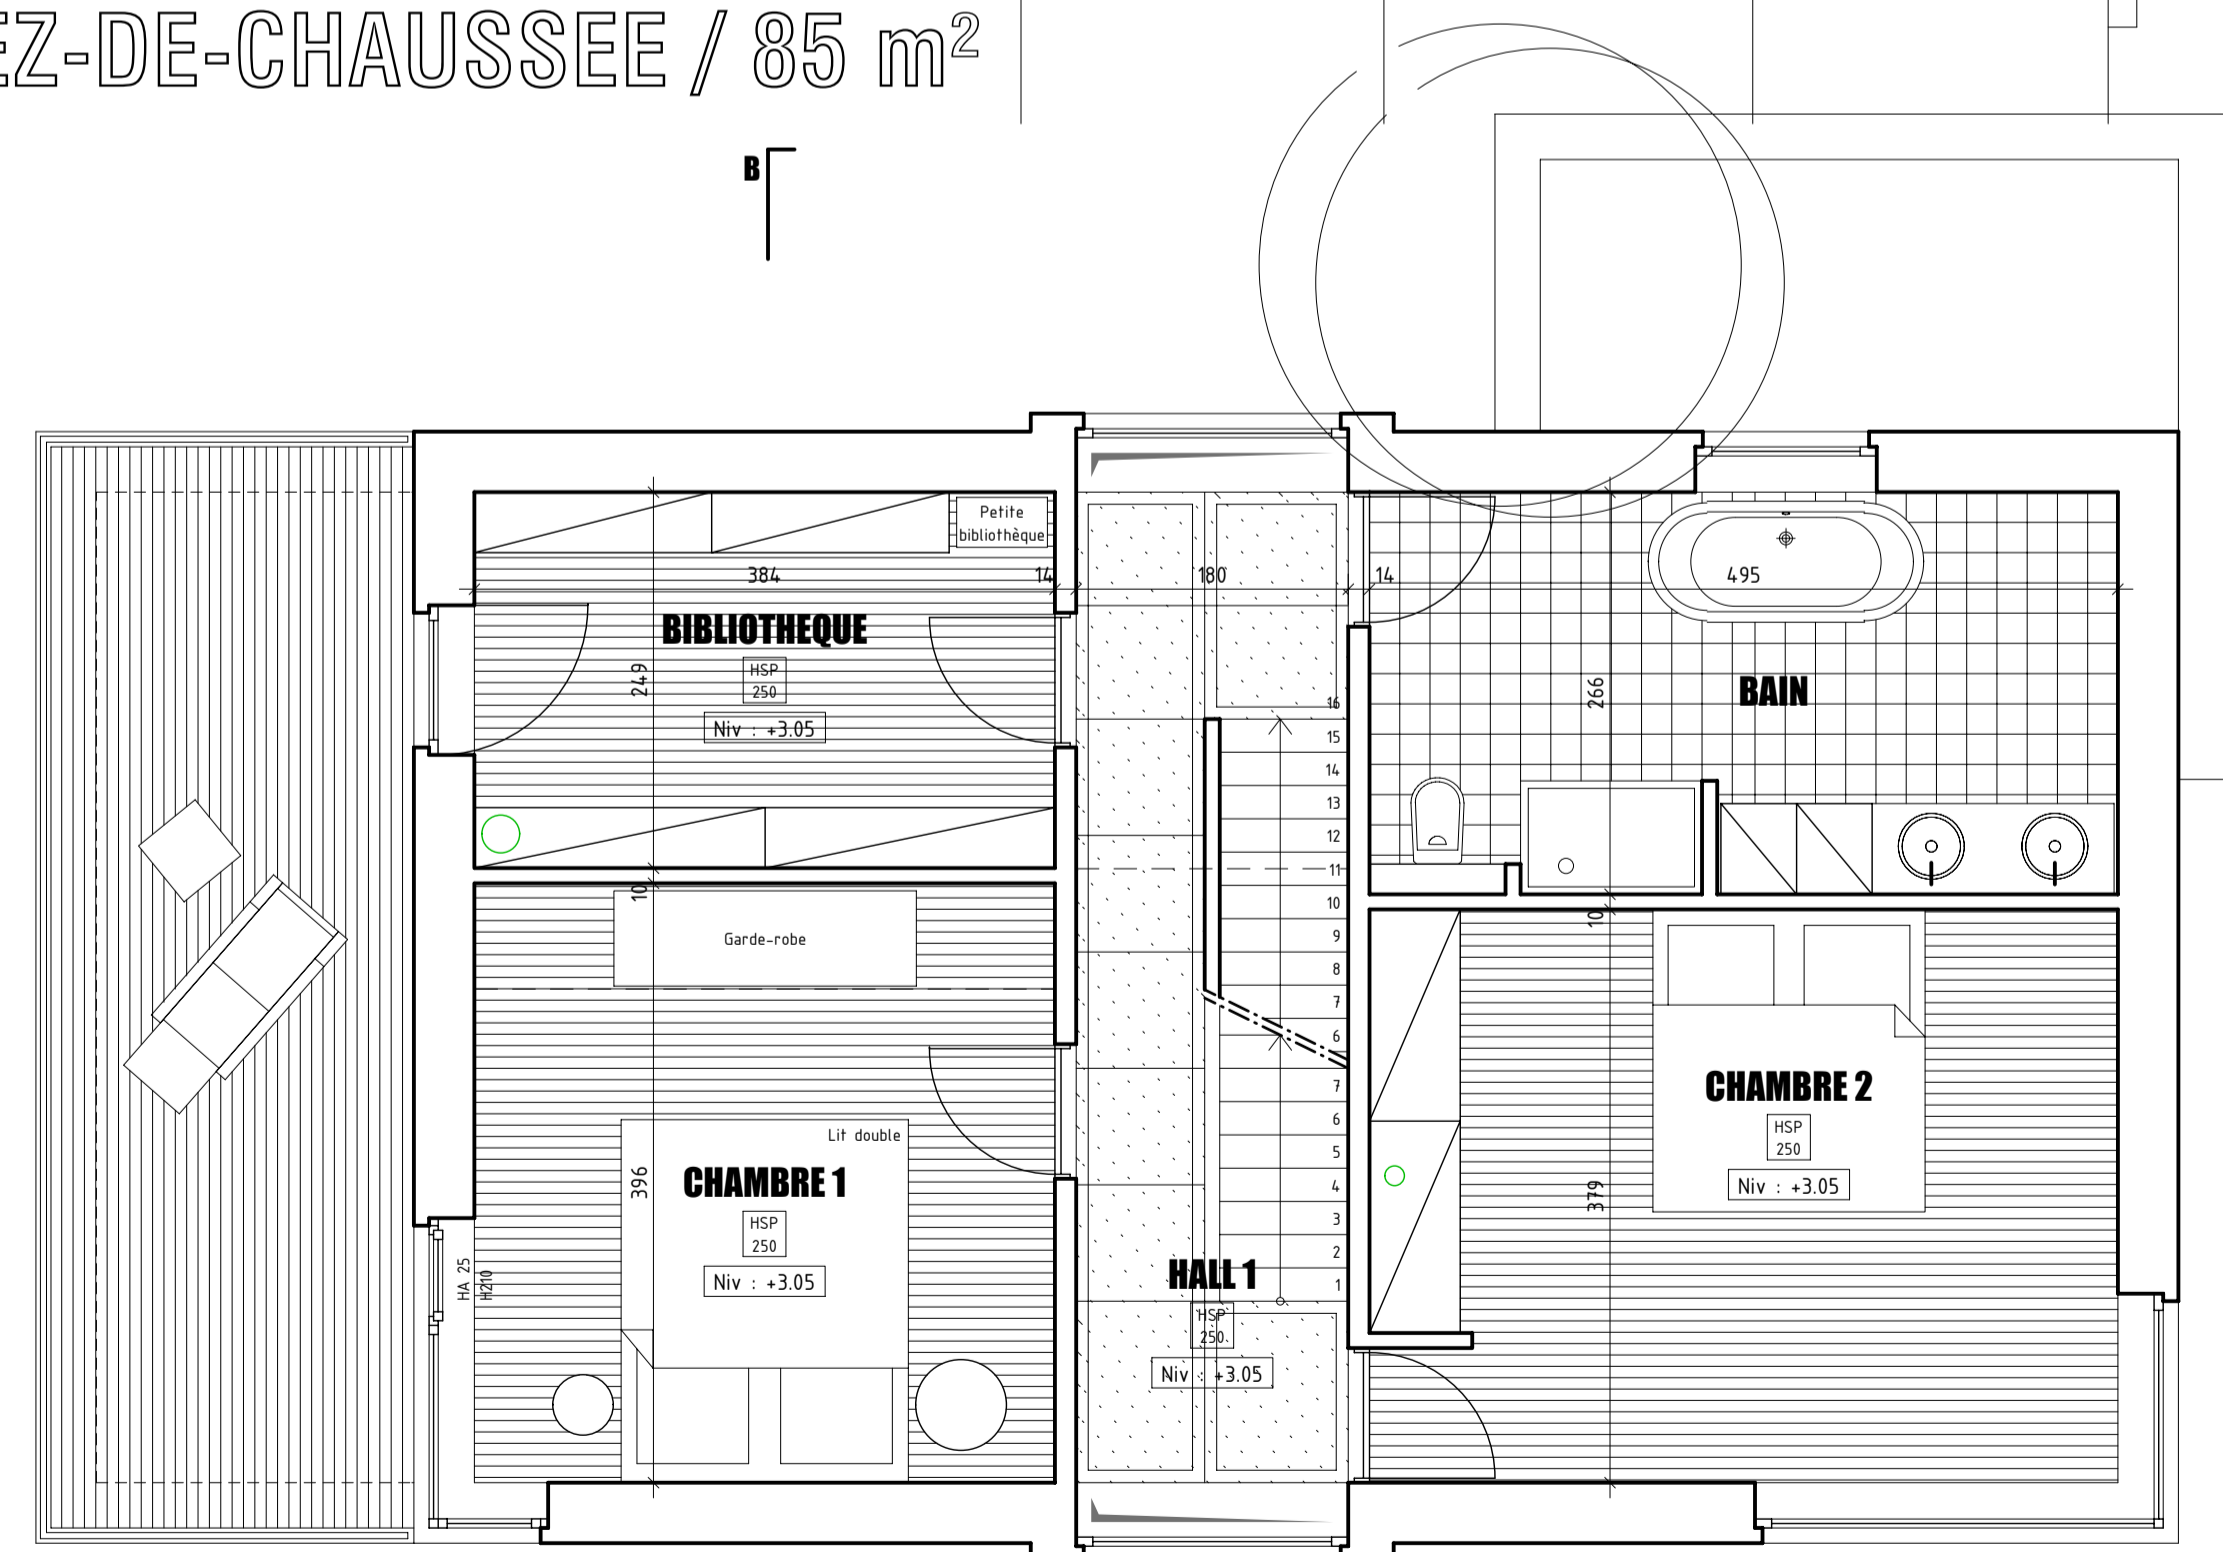 EZ-DE-CHAUSSEE / 85 m²
B
Petite
bibliothèque
384
14
180
14
495
BIBLIOTHEQUE
HSP
250
Niv : +3.05
249
266
BAIN
16
15
14
13
12
11
10
9
8
7
6
7
6
5
4
3
2
1
10
10
Garde-robe
Lit double
396
CHAMBRE 1
HSP
250
Niv : +3.05
HA 25
H210
HALL 1
HSP
250
Niv : +3.05
CHAMBRE 2
HSP
250
Niv : +3.05
379